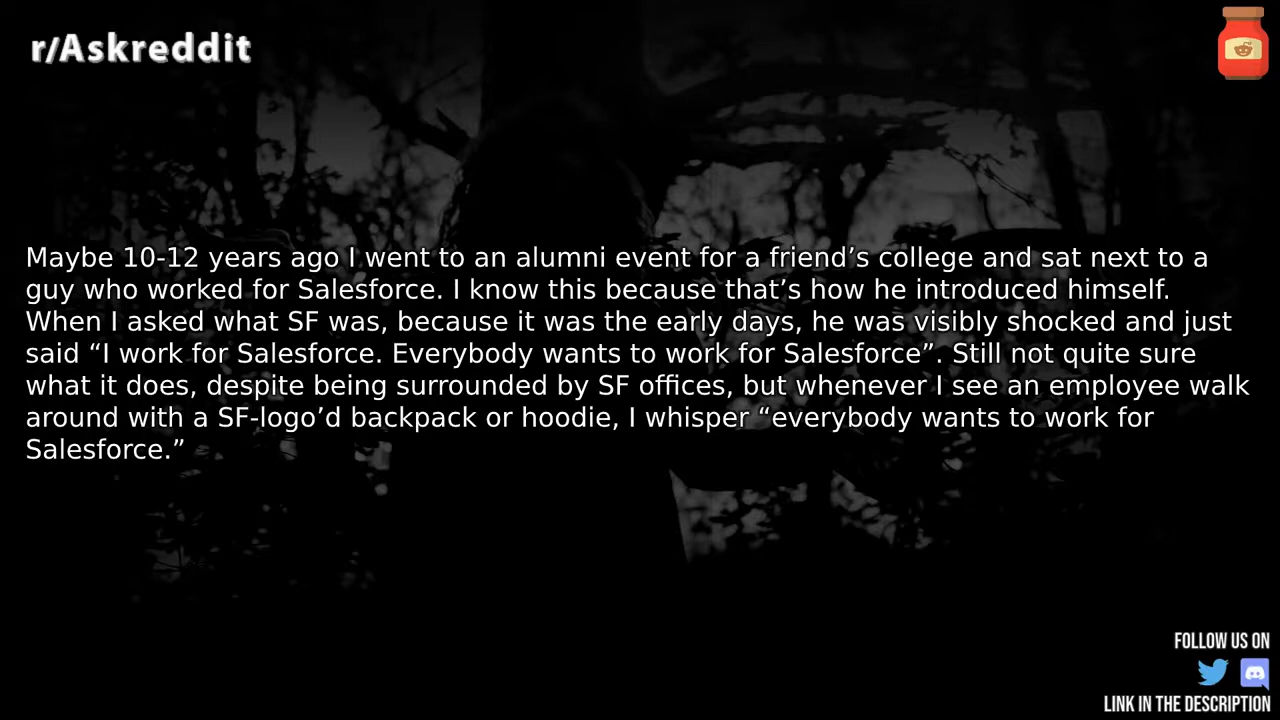 r/Askreddit
Maybe 10-12 years ago I went to an alumni event for a friend’s college and sat next to a
guy who worked for Salesforce. I know this because that’s how he introduced himself.
When I asked what SF was, because it was the early days, he was visibly shocked and just
said “I work for Salesforce. Everybody wants to work for Salesforce”. Still not quite sure
what it does, despite being surrounded by SF offices, but whenever I see an employee walk
around with a SF-logo’d backpack or hoodie, I whisper “everybody wants to work for
Salesforce.”
FOLLOW US ON
LINK IN THE DESCRIPTION